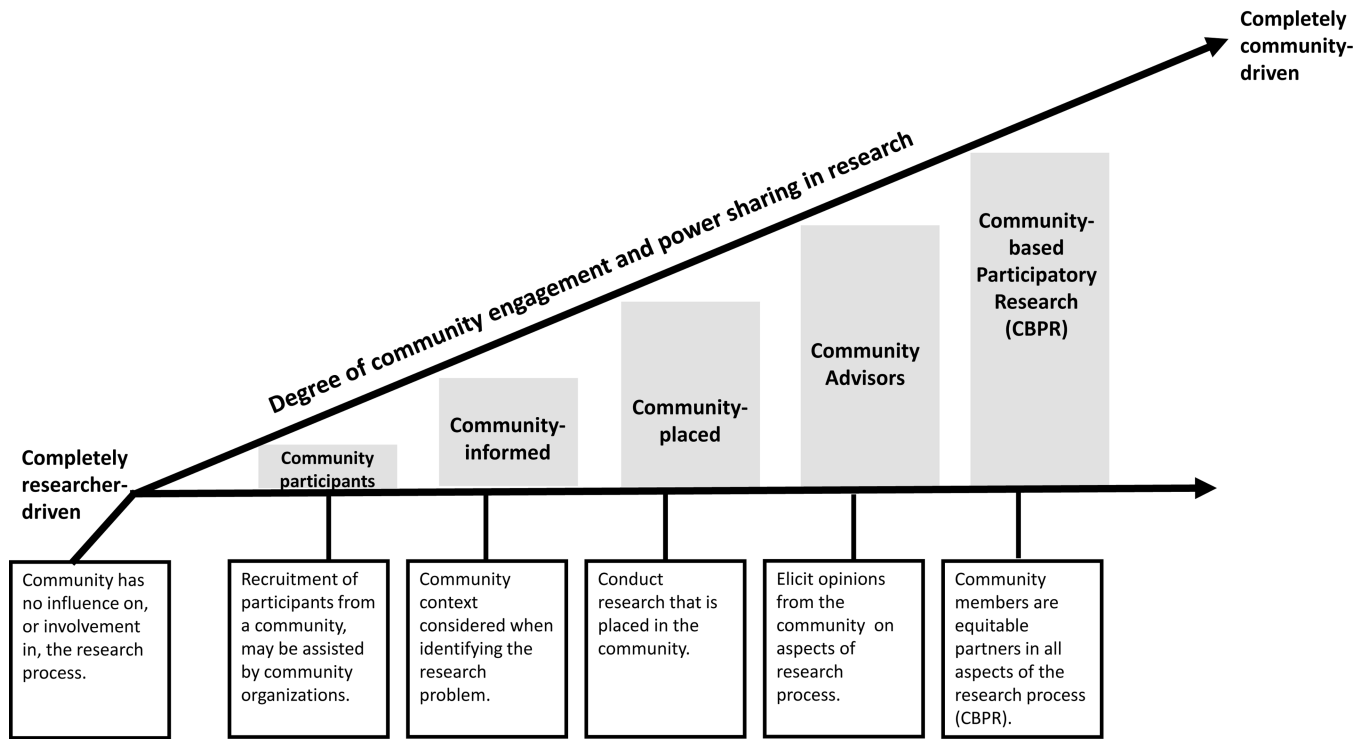 Completely
community-
driven
Degree of community engagement and power sharing in research
Community-
based
Participatory
Research
(CBPR)
Community
Advisors
Community-
placed
Community-
informed
Community
participants
Completely
researcher-
driven
Community has
no influence on,
or involvement
in, the research
process.
Recruitment of
participants from
a community,
may be assisted
by community
organizations.
Community
context
considered when
identifying the
research
problem.
Conduct
research that is
placed in the
community.
Elicit opinions
from the
community  on
aspects of
research
process.
Community
members are
equitable
partners in all
aspects of the
research process
(CBPR).